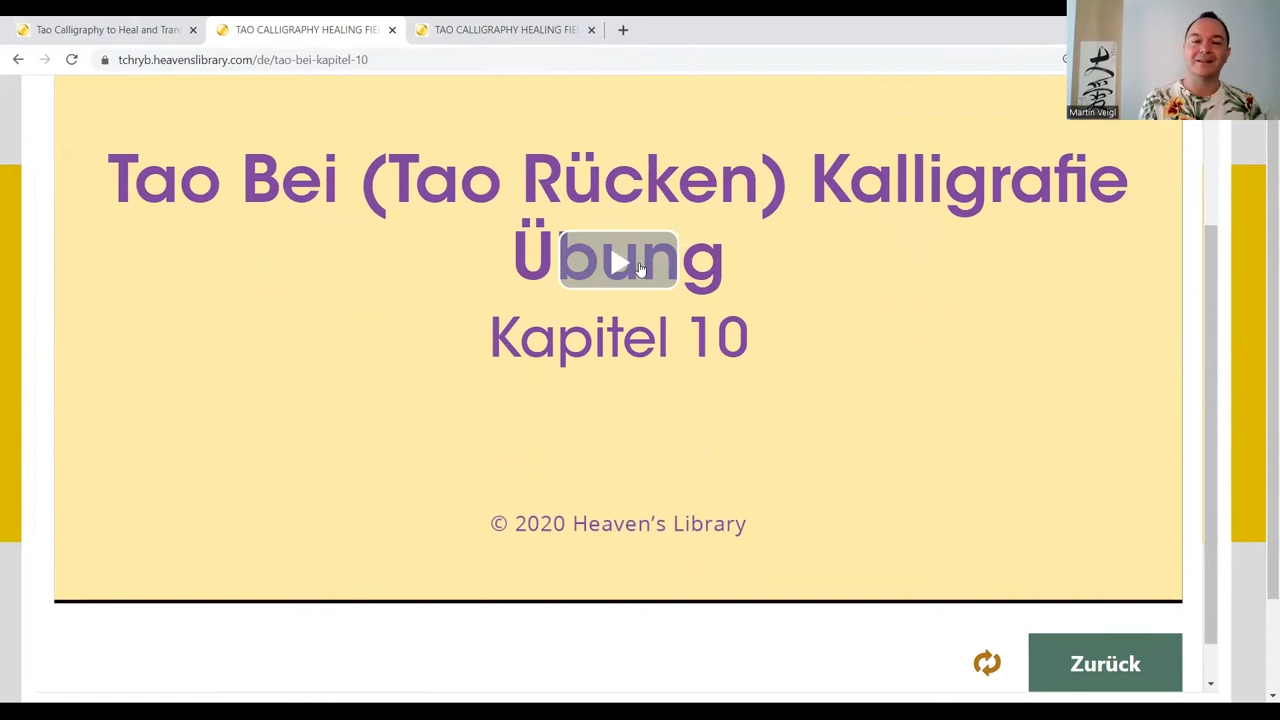 Tao Calligraphy to Heal and Tran
TAO CALLIGRAPHY HEALING FIE
TAO CALLIGRAPHY HEALING FIE
tchryb.heavenslibrary.com/de/tao-bei-kapitel-10
Martin Veigl
Tao Bei (Tao Rücken) Kalligrafie
Übung
Kapitel 10
© 2020 Heaven's Library
Zurück